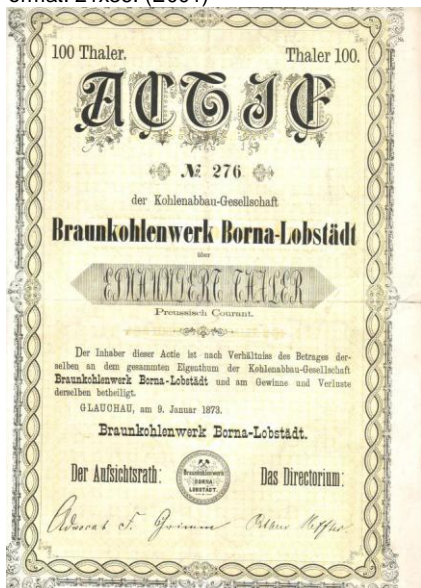 100 Thaler. Thaler 100.
ACTIE
№ 276
der Kohlenabbau-Gesellschaft
Braunkohlenwerk Borna-Lobstädt
über
EINHUNDERT THALER
Preussisch Courant.
Der Inhaber dieser Actie ist nach Verhältniss des Betrages der-
selben an dem gesammten Eigenthum der Kohlenabbau-Gesellschaft
Braunkohlenwerk Borna-Lobstädt und am Gewinne und Verluste
derselben betheiligt.
GLAUCHAU, am 9. Januar 1873.
Braunkohlenwerk Borna-Lobstädt.
Der Aufsichtsrath: Das Directorium:
Braunkohlenwerk
BORNA
LOBSTÄDT.
Advocat F. Grimm